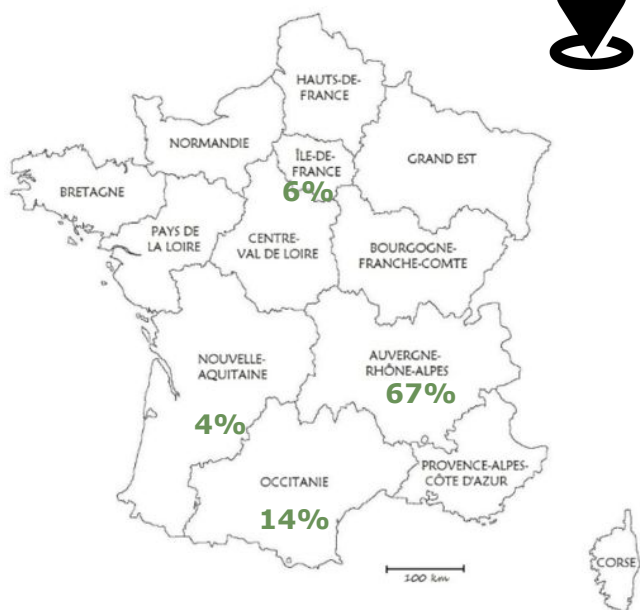 HAUTS-DE-
FRANCE
NORMANDIE
ÎLE-DE-
FRANCE
6%
GRAND EST
BRETAGNE
PAYS DE
LA LOIRE
CENTRE-
VAL DE LOIRE
BOURGOGNE-
FRANCHE-COMTE
NOUVELLE-
AQUITAINE
4%
AUVERGNE-
RHÔNE-ALPES
67%
PROVENCE-ALPES-
CÔTE D'AZUR
OCCITANIE
14%
CORSE
100 km